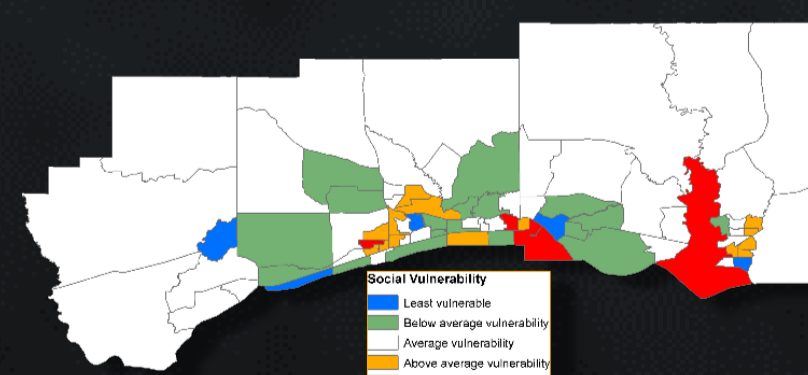 Social Vulnerability
Least vulnerable
Below average vulnerability
Average vulnerability
Above average vulnerability